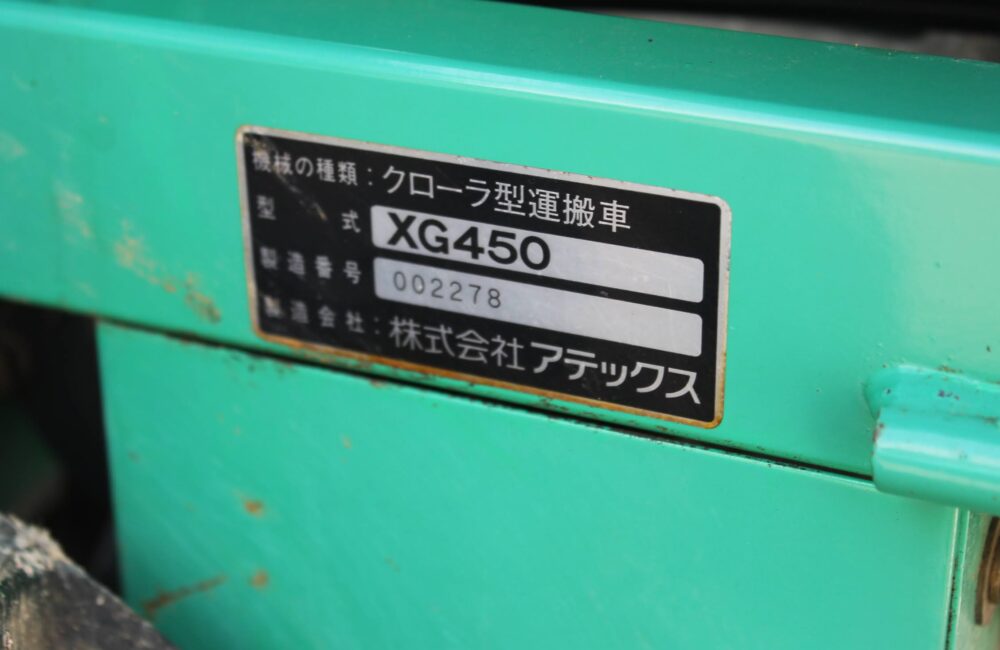 機械の種類：クローラ型運搬車
型式 XG450
製造番号 002278
製造会社：株式会社アテックス